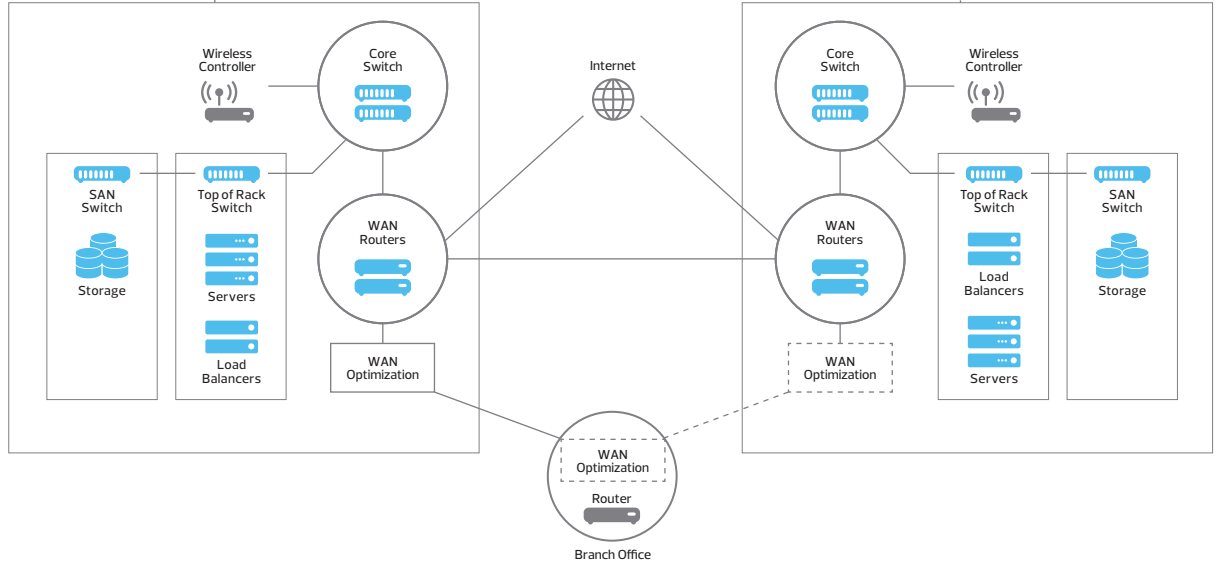 Wireless
Controller
Core
Switch
Internet
Core
Switch
Wireless
Controller
SAN
Switch
Top of Rack
Switch
WAN
Routers
WAN
Routers
Top of Rack
Switch
SAN
Switch
Storage
Servers
Load
Balancers
Storage
Load
Balancers
WAN
Optimization
WAN
Optimization
Servers
WAN
Optimization
Router
Branch Office